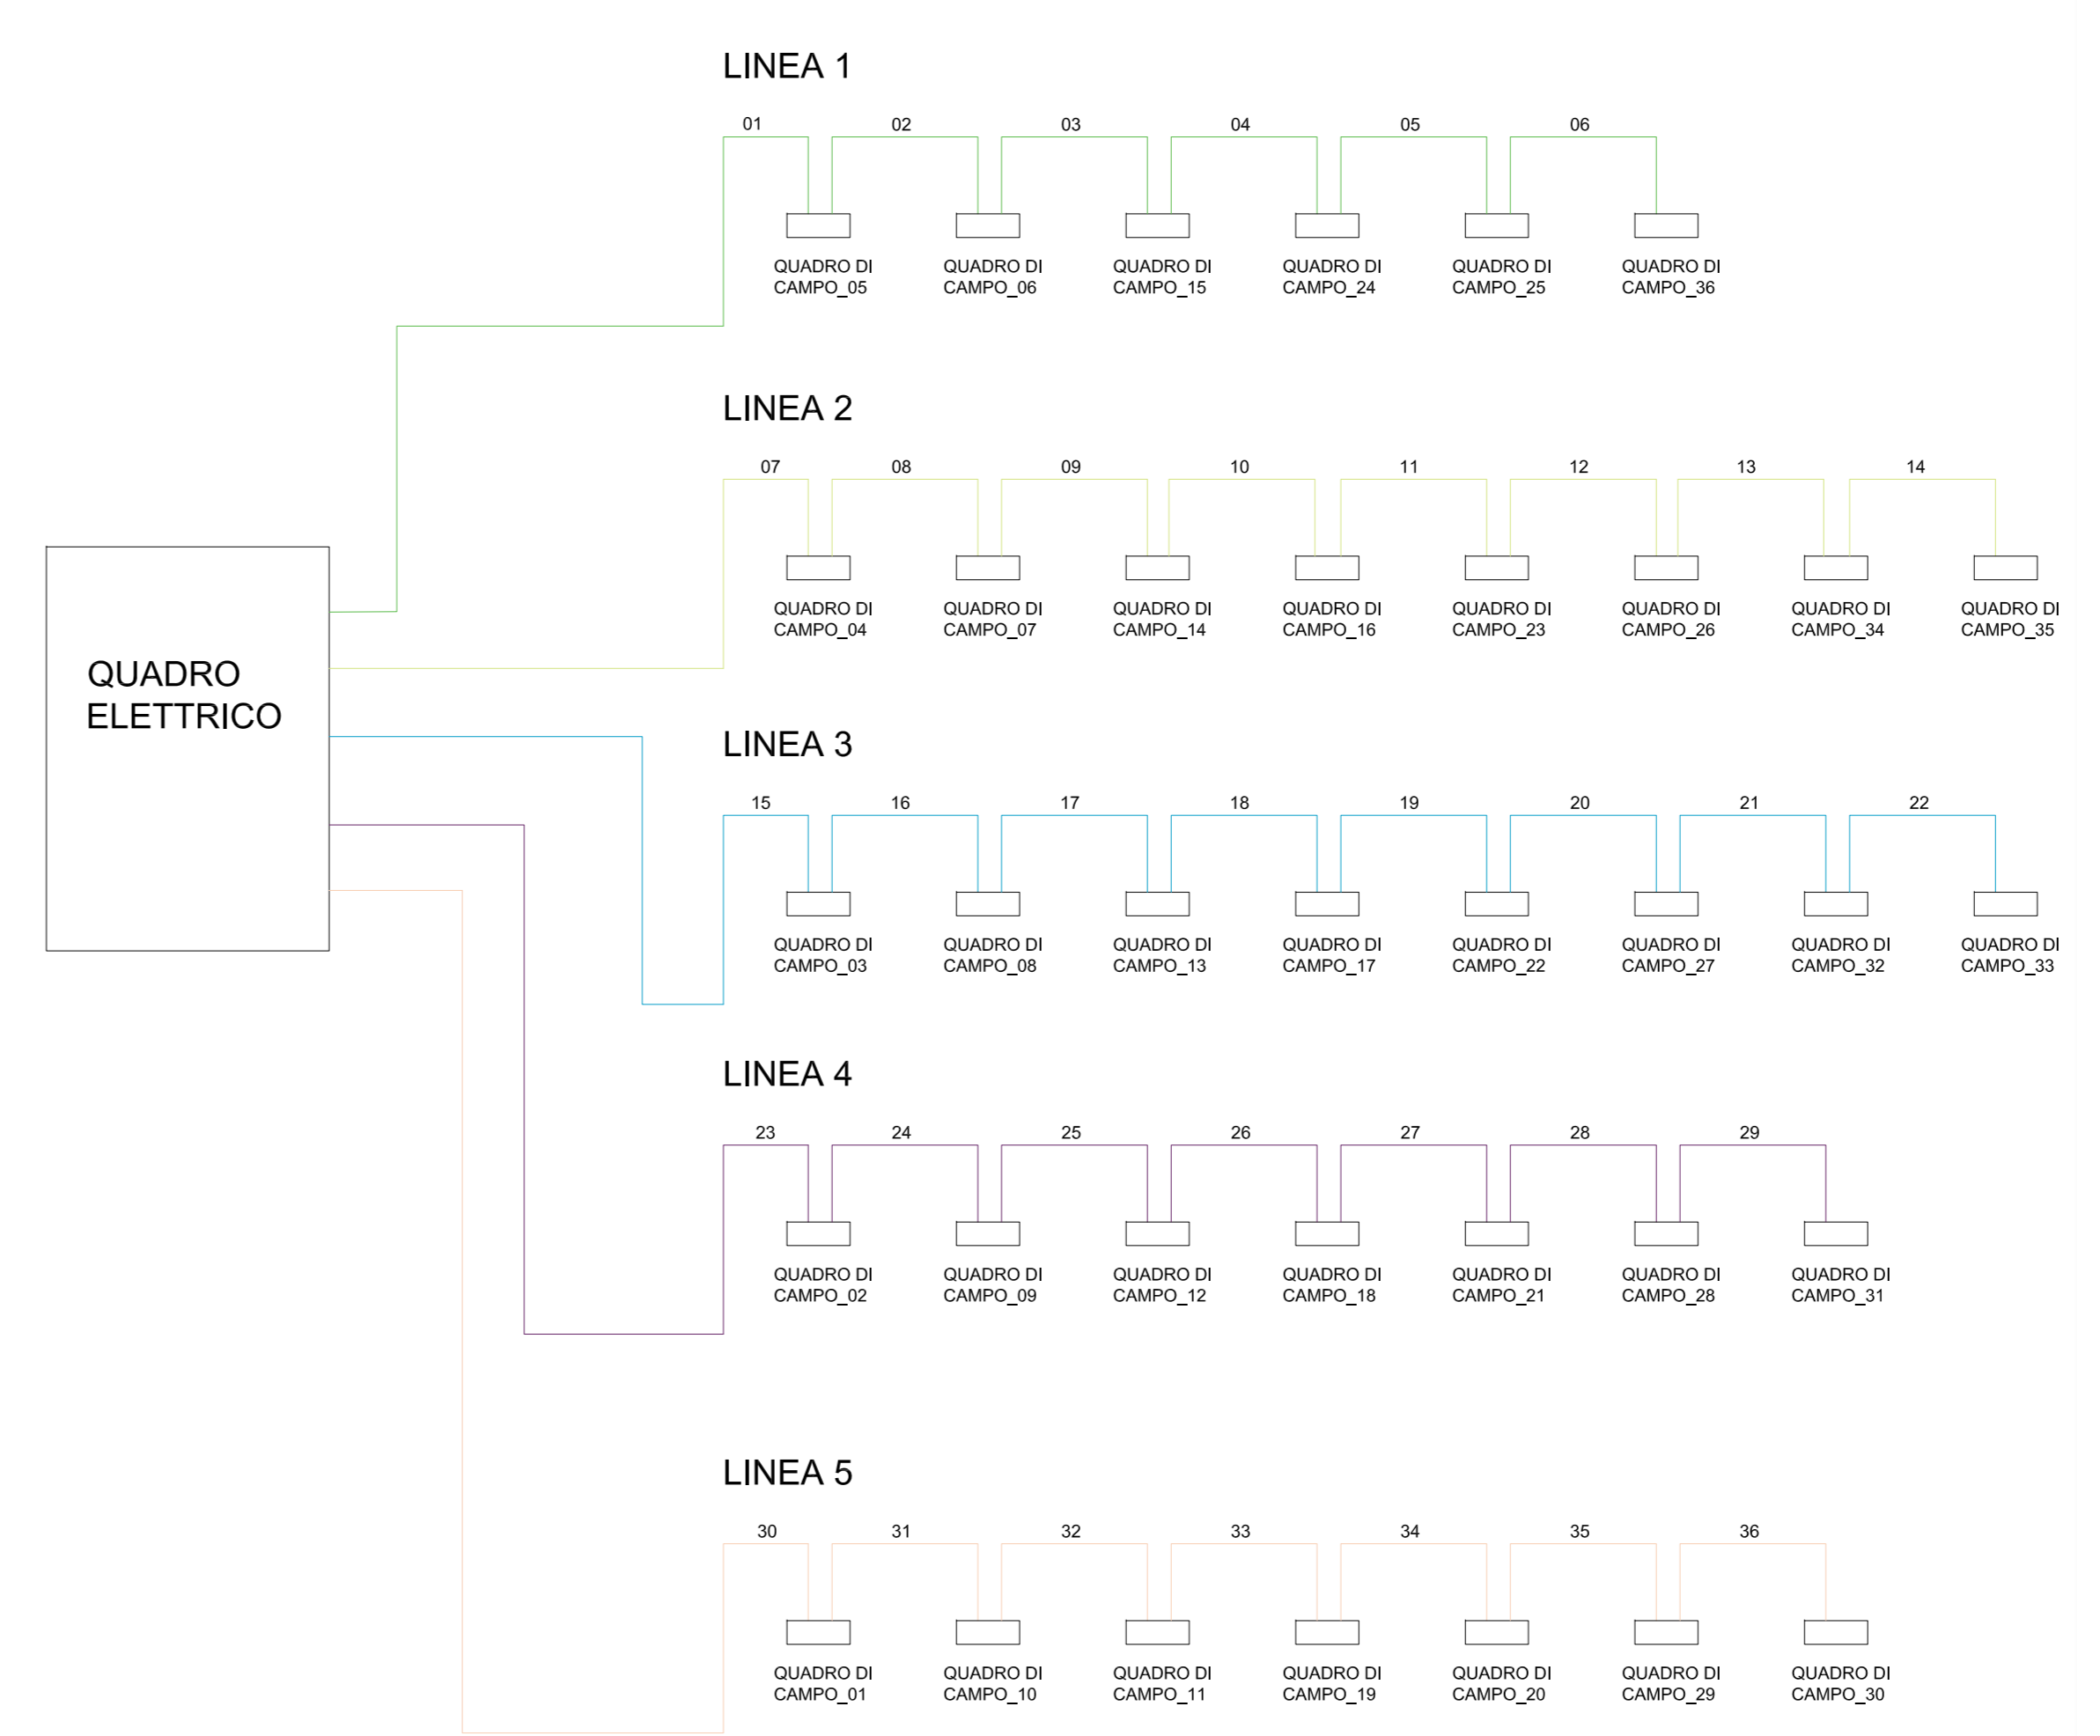 LINEA 1
01 02 03 04 05 06
QUADRO DI QUADRO DI QUADRO DI QUADRO DI QUADRO DI QUADRO DI
CAMPO_05 CAMPO_06 CAMPO_15 CAMPO_24 CAMPO_25 CAMPO_36
LINEA 2
07 08 09 10 11 12 13 14
QUADRO DI QUADRO DI QUADRO DI QUADRO DI QUADRO DI QUADRO DI QUADRO DI QUADRO DI
CAMPO_04 CAMPO_07 CAMPO_14 CAMPO_16 CAMPO_23 CAMPO_26 CAMPO_34 CAMPO_35
QUADRO
ELETTRICO
LINEA 3
15 16 17 18 19 20 21 22
QUADRO DI QUADRO DI QUADRO DI QUADRO DI QUADRO DI QUADRO DI QUADRO DI QUADRO DI
CAMPO_03 CAMPO_08 CAMPO_13 CAMPO_17 CAMPO_22 CAMPO_27 CAMPO_32 CAMPO_33
LINEA 4
23 24 25 26 27 28 29
QUADRO DI QUADRO DI QUADRO DI QUADRO DI QUADRO DI QUADRO DI QUADRO DI
CAMPO_02 CAMPO_09 CAMPO_12 CAMPO_18 CAMPO_21 CAMPO_28 CAMPO_31
LINEA 5
30 31 32 33 34 35 36
QUADRO DI QUADRO DI QUADRO DI QUADRO DI QUADRO DI QUADRO DI QUADRO DI
CAMPO_01 CAMPO_10 CAMPO_11 CAMPO_19 CAMPO_20 CAMPO_29 CAMPO_30